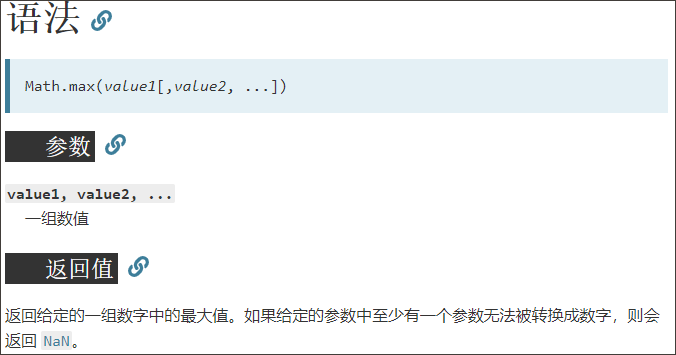 语法
Math.max(value1[,value2, ...])
参数
value1, value2, ...
一组数值
返回值
返回给定的一组数字中的最大值。如果给定的参数中至少有一个参数无法被转换成数字，则会
返回 NaN。